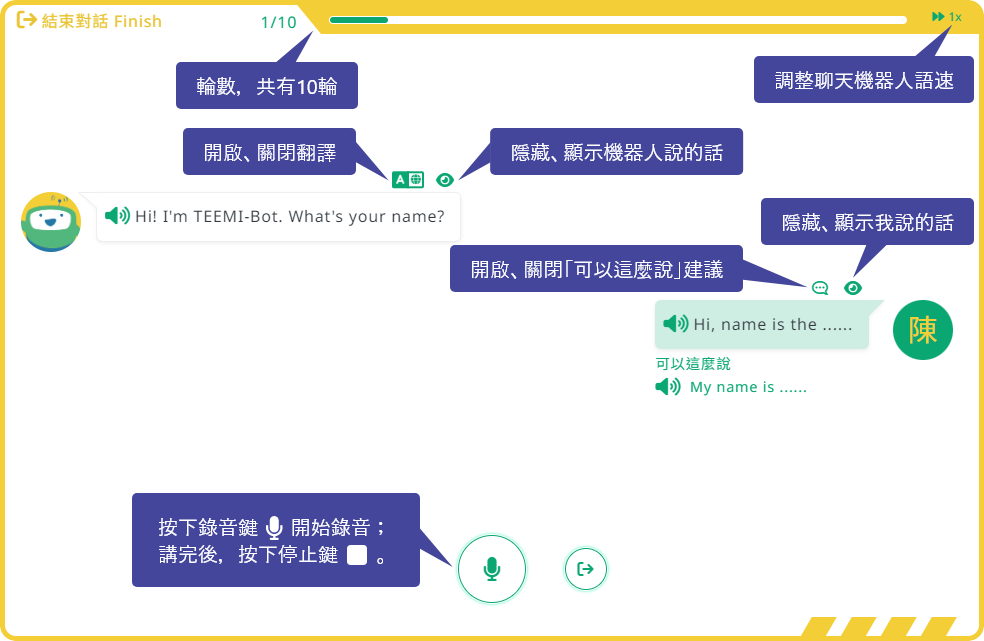 結束對話 Finish
1/10
1x
輪數，共有10輪
調整聊天機器人語速
開啟、關閉翻譯
隱藏、顯示機器人說的話
A
Hi! I'm TEEMI-Bot. What's your name?
隱藏、顯示我說的話
開啟、關閉「可以這麼說」建議
Hi, name is the ......
陳
可以這麼說
My name is ......
按下錄音鍵 開始錄音；
講完後，按下停止鍵 。